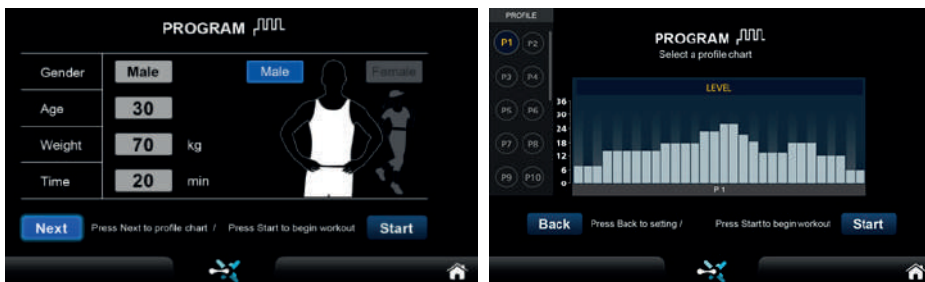 PROGRAM
Gender Male Male Female
Age 30
Weight 70 kg
Time 20 min
Next Press Next to profile chart / Press Start to begin workout Start
PROFILE
P1 P2
P3 P4
P5 P6
P7 P8
P9 P10
PROGRAM
Select a profile chart
LEVEL
36
30
24
18
12
6
0
P 1
Back Press Back to setting / Press Start to begin workout Start